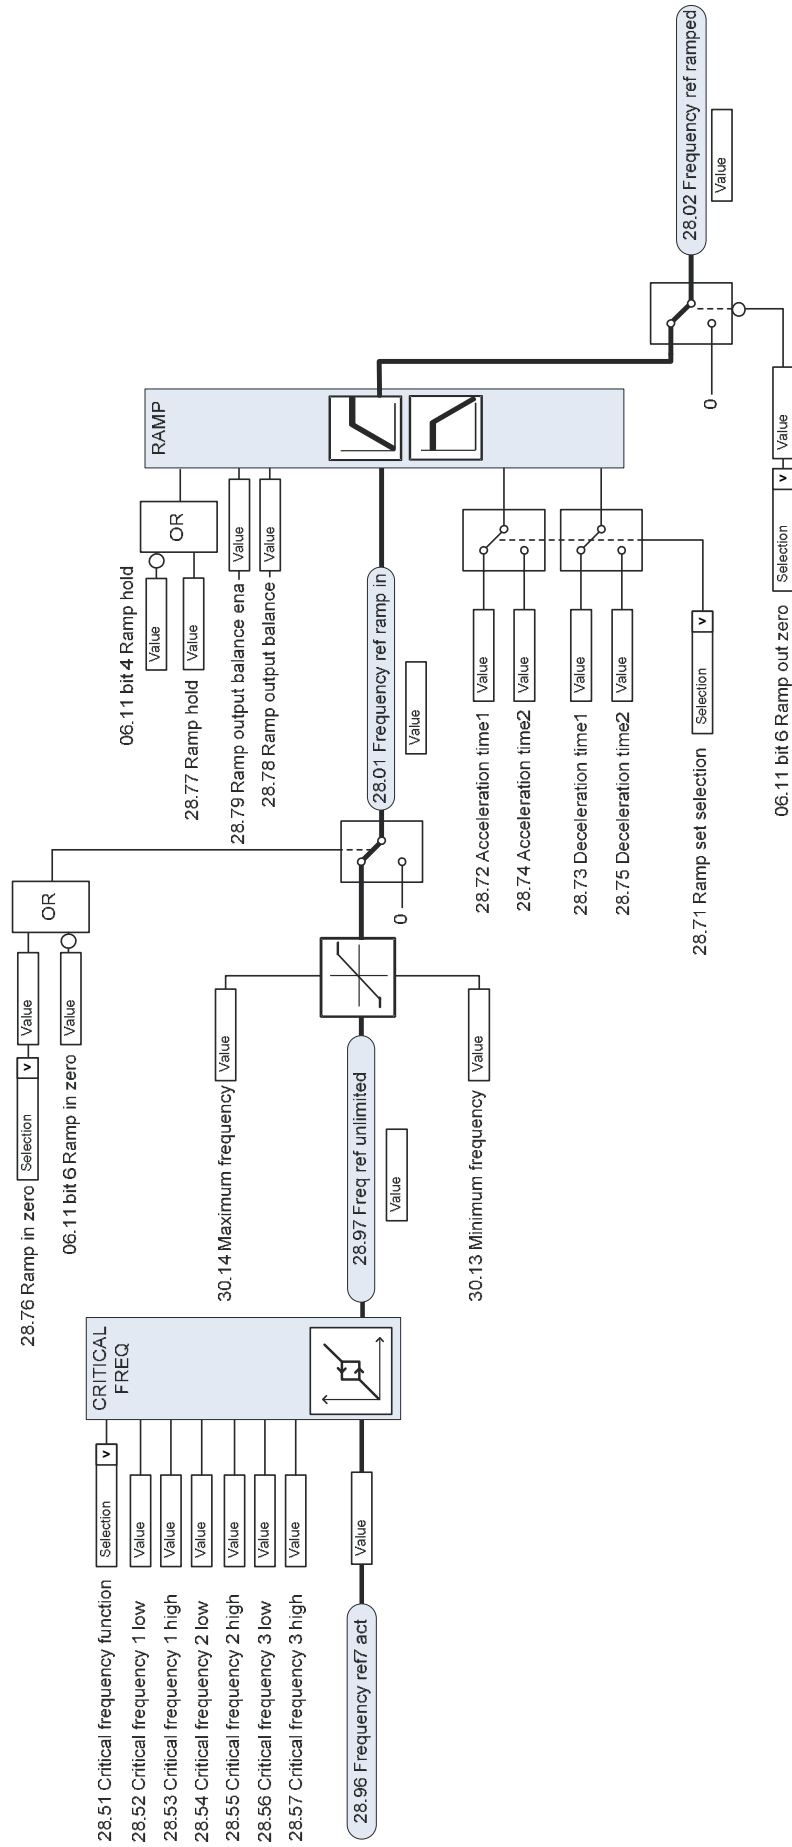 28.51 Critical frequency function
Selection
v
28.52 Critical frequency 1 low
Value
28.53 Critical frequency 1 high
Value
28.54 Critical frequency 2 low
Value
28.55 Critical frequency 2 high
Value
28.56 Critical frequency 3 low
Value
28.57 Critical frequency 3 high
Value
28.96 Frequency ref7 act
Value
CRITICAL
FREQ
28.97 Freq ref unlimited
Value
30.14 Maximum frequency
Value
30.13 Minimum frequency
Value
28.76 Ramp in zero
Selection
v
Value
06.11 bit 6 Ramp in zero
Value
OR
0
28.01 Frequency ref ramp in
Value
06.11 bit 4 Ramp hold
Value
28.77 Ramp hold
Value
OR
28.79 Ramp output balance ena
Value
28.78 Ramp output balance
Value
RAMP
28.72 Acceleration time1
Value
28.74 Acceleration time2
Value
28.73 Deceleration time1
Value
28.75 Deceleration time2
Value
28.71 Ramp set selection
Selection
v
0
06.11 bit 6 Ramp out zero
Selection
v
Value
28.02 Frequency ref ramped
Value